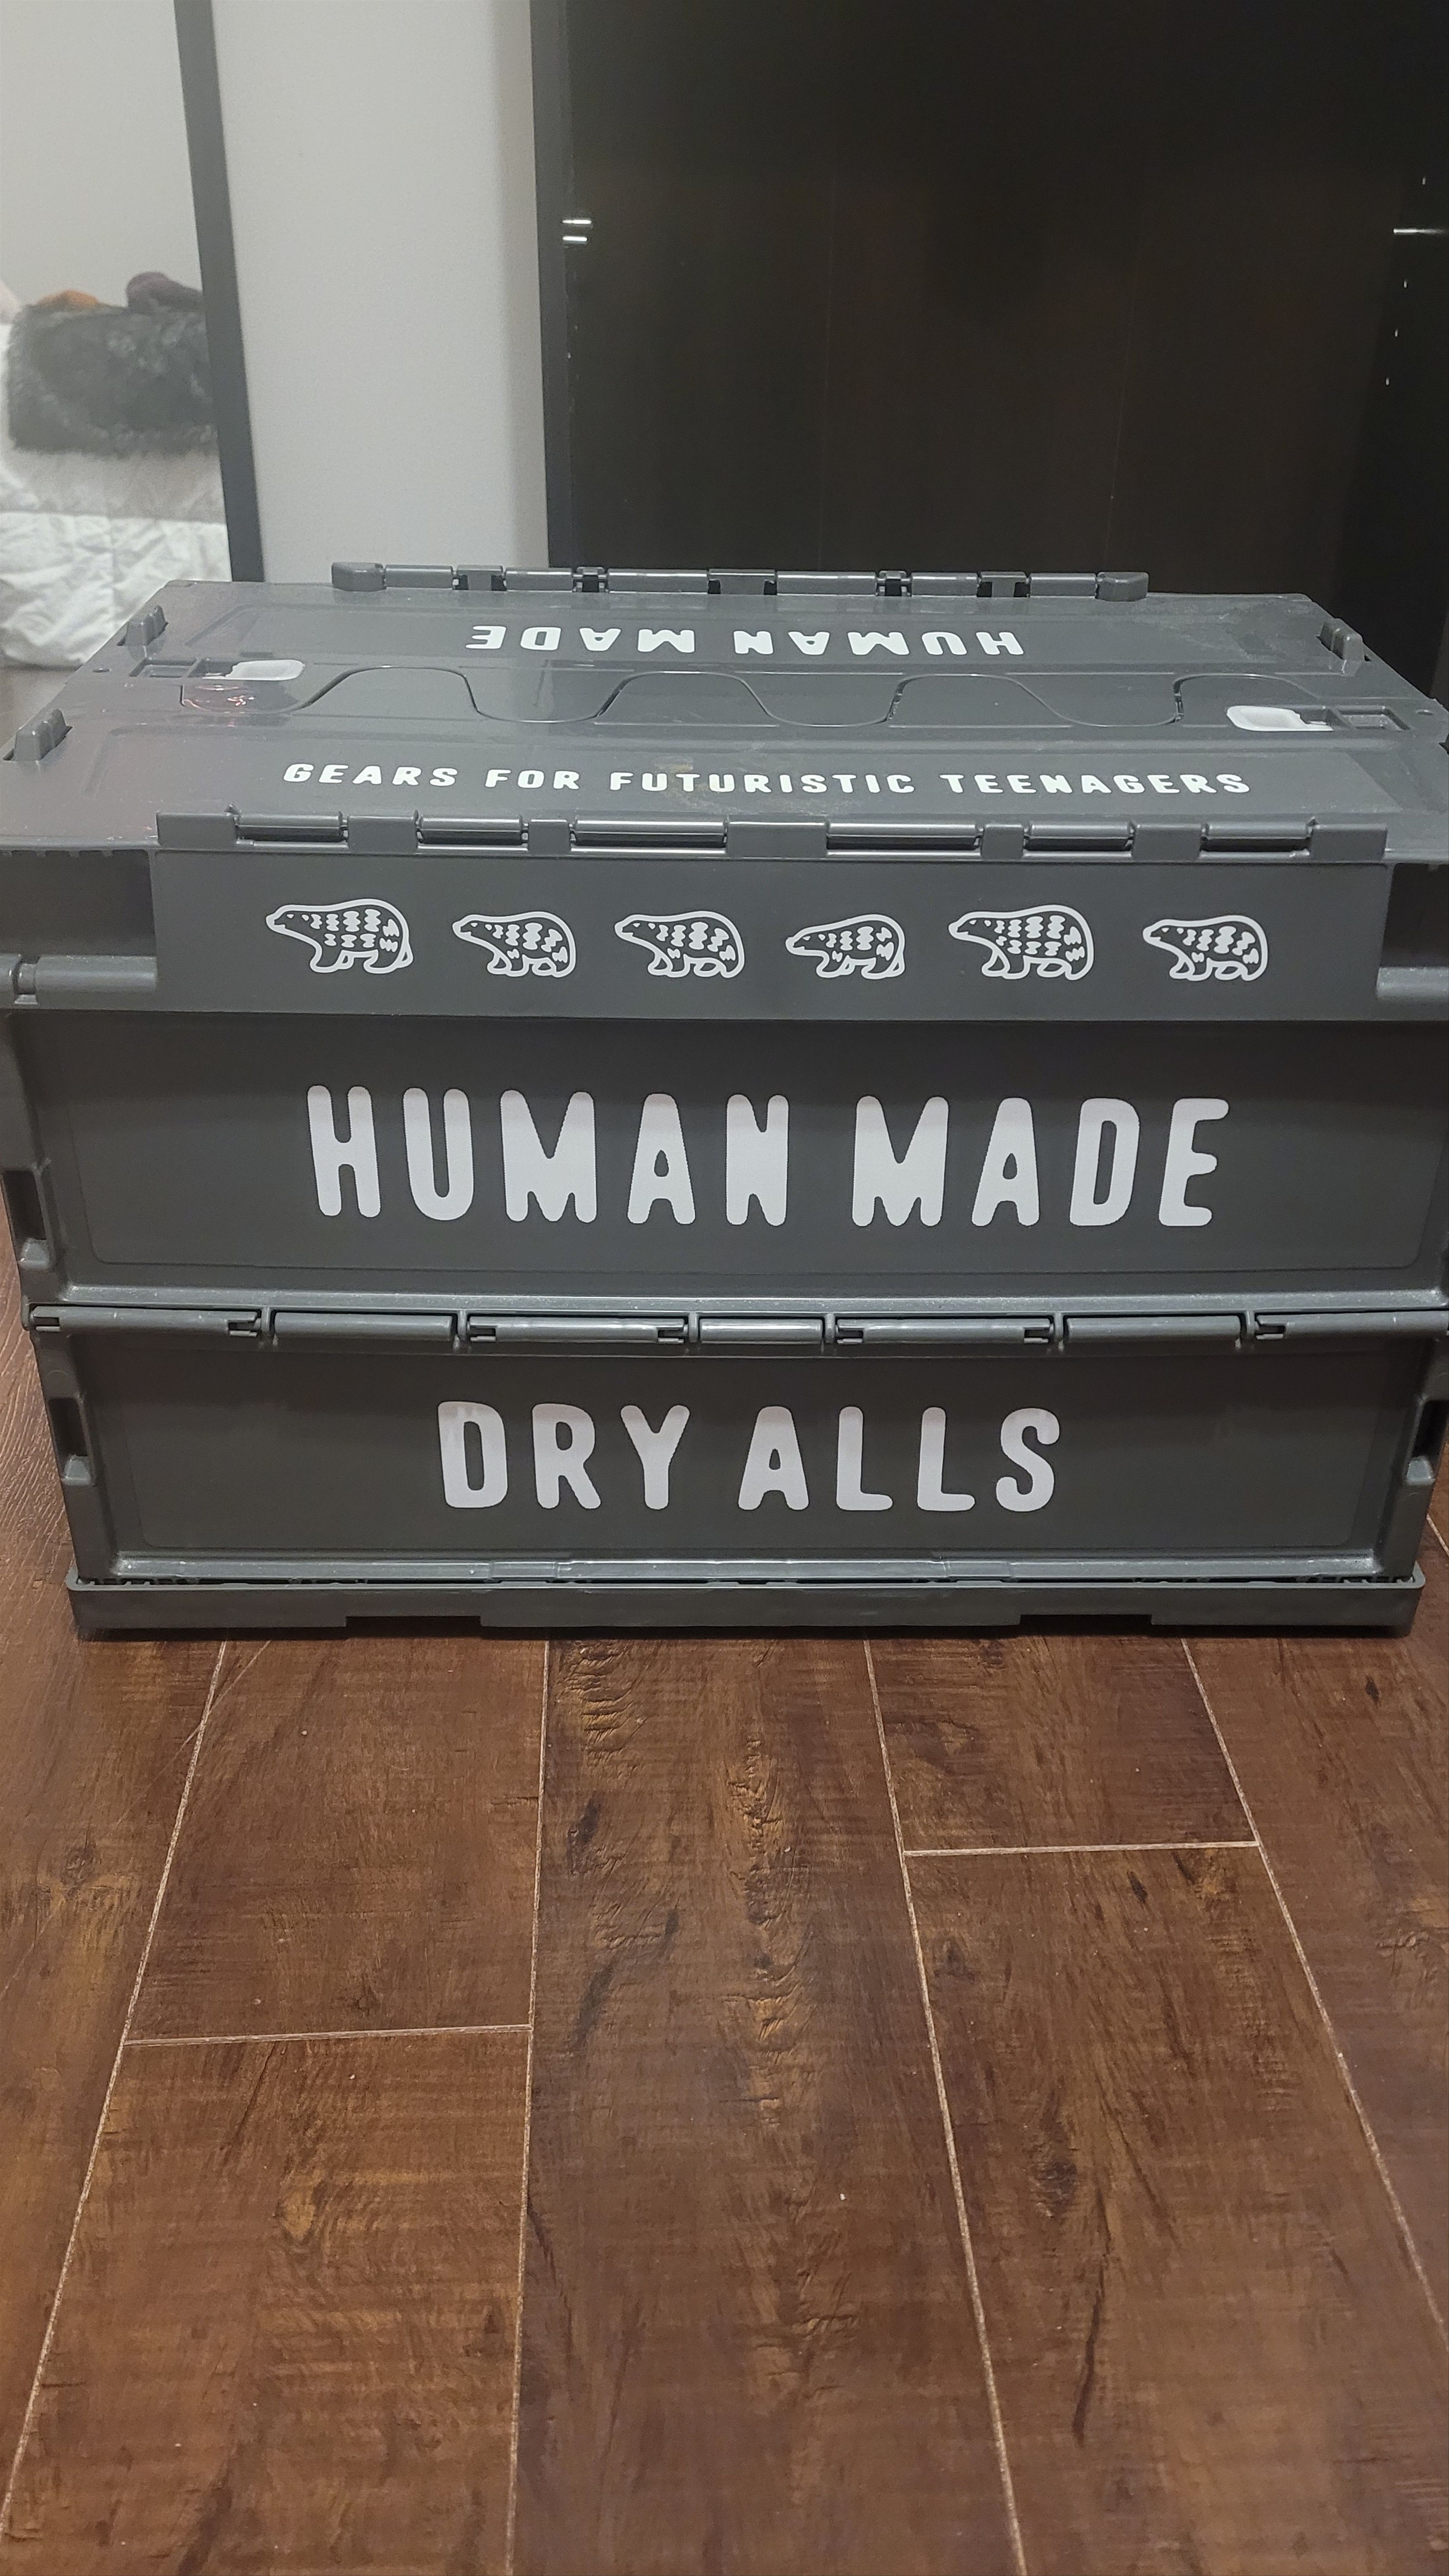 HUMAN MADE
GEARS FOR FUTURISTIC TEENAGERS
HUMAN MADE
DRY ALLS